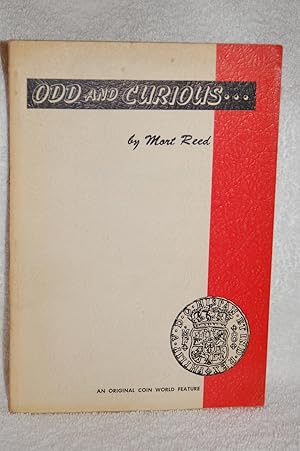 ODD AND CURIOUS...
by Mort Reed
AN ORIGINAL COIN WORLD FEATURE